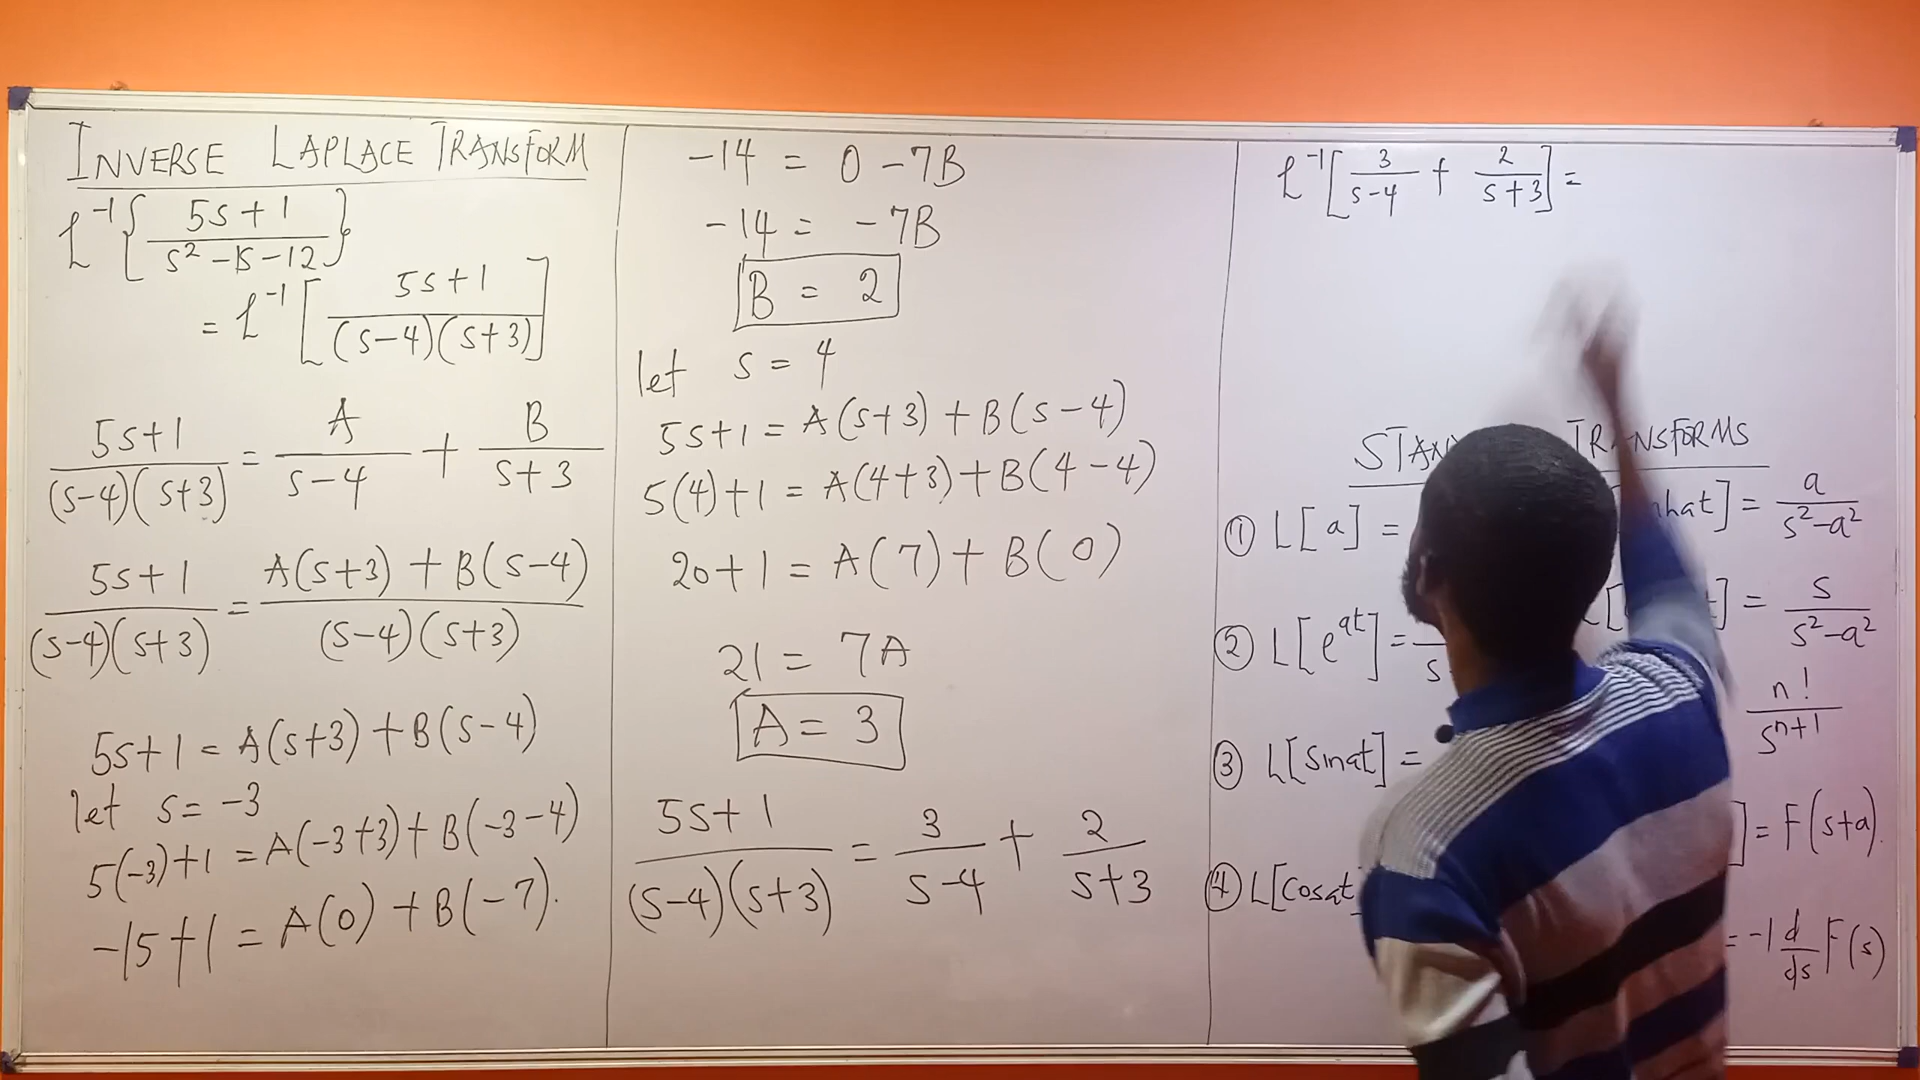 INVERSE LAPLACE TRANSFORM
ℒ⁻¹{ (5s+1)/(s²-1s-12) }
= ℒ⁻¹[ (5s+1)/((s-4)(s+3)) ]
(5s+1)/((s-4)(s+3)) = A/(s-4) + B/(s+3)
(5s+1)/((s-4)(s+3)) = (A(s+3)+B(s-4))/((s-4)(s+3))
5s+1 = A(s+3)+B(s-4)
let s= -3
5(-3)+1 = A(-3+3)+B(-3-4)
-15+1 = A(0)+B(-7).
-14 = 0-7B
-14 = -7B
B = 2
let s = 4
5s+1 = A(s+3)+B(s-4)
5(4)+1 = A(4+3)+B(4-4)
20+1 = A(7)+B(0)
21 = 7A
A = 3
(5s+1)/((s-4)(s+3)) = 3/(s-4) + 2/(s+3)
ℒ⁻¹[ 3/(s-4) + 2/(s+3) ] =
TRANSFORMS
① L[a] =
② L[e^at] =
③ L[sinat] =
④ L[cosat]
hat] = a/(s²-a²)
] = s/(s²-a²)
n!/s^(n+1)
] = F(s+a).
= -1 d/ds F(s)